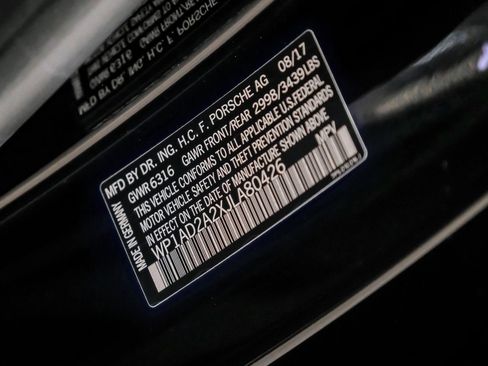 MFD BY DR. ING. H.C. F. PORSCHE AG 08/17
GWR 6316 GAWR FRONT/REAR 2998/3439LBS
THIS VEHICLE CONFORMS TO ALL APPLICABLE U.S. FEDERAL
MOTOR VEHICLE SAFETY AND THEFT PREVENTION STANDARDS
IN EFFECT ON THE DATE OF MANUFACTURE SHOWN ABOVE
WP1AD2A2XJLA80426 MPV
MADE IN GERMANY